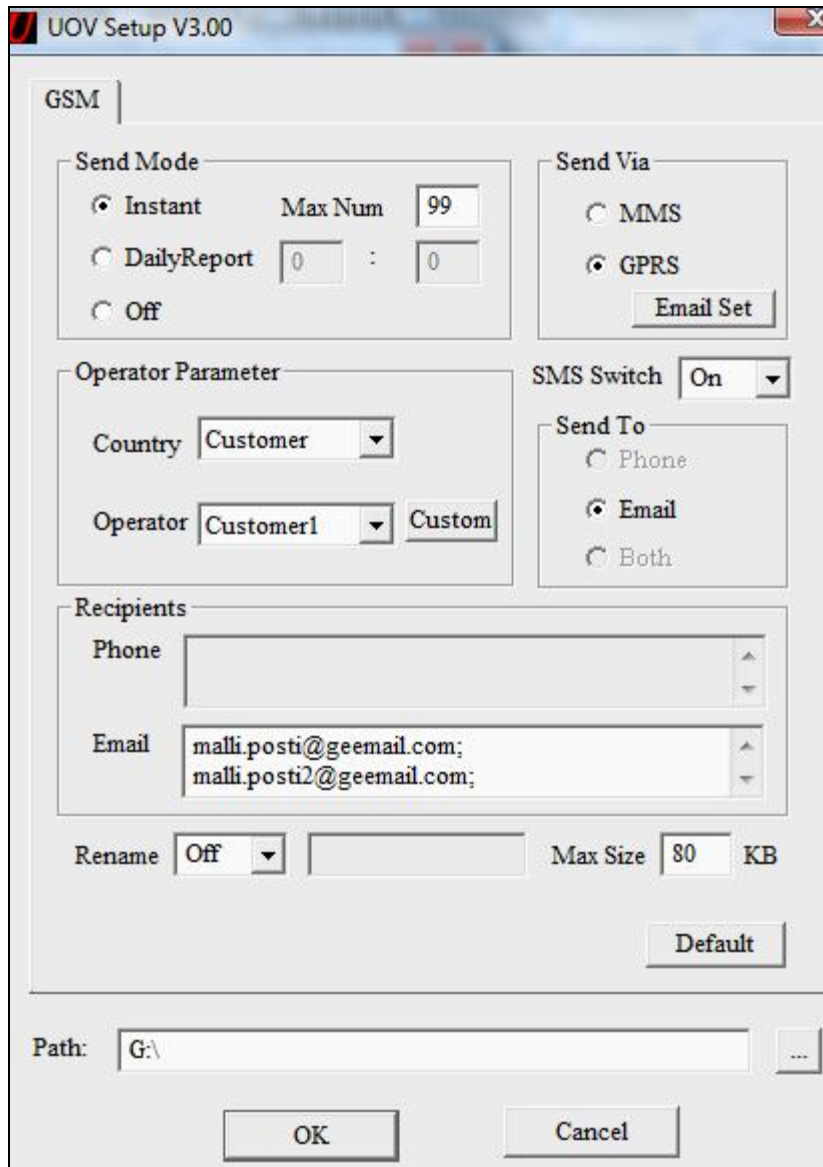 UOV Setup V3.00
GSM
Send Mode
Instant Max Num 99
DailyReport 0 : 0
Off
Send Via
MMS
GPRS
Email Set
Operator Parameter
Country Customer
Operator Customer1 Custom
SMS Switch On
Send To
Phone
Email
Both
Recipients
Phone
Email malli.posti@geemail.com;
malli.posti2@geemail.com;
Rename Off Max Size 80 KB
Default
Path: G:\ ...
OK Cancel